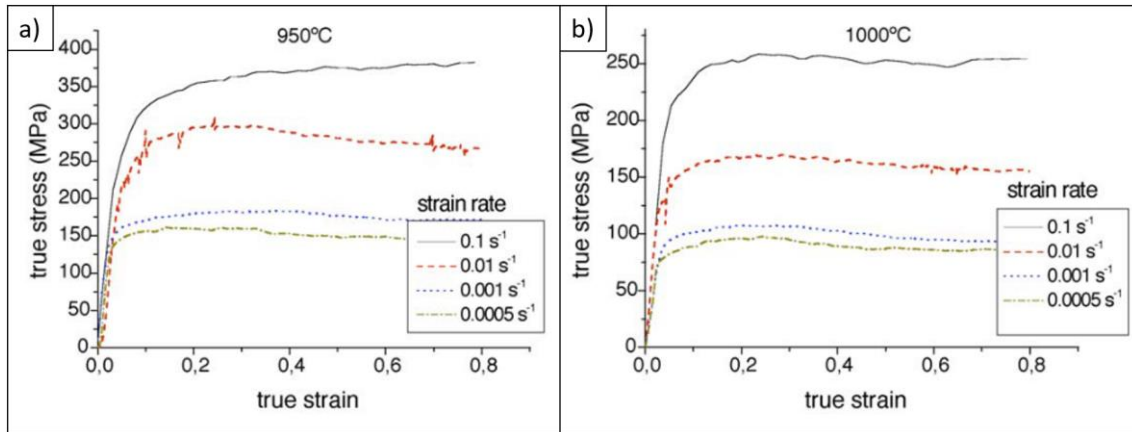 a)
950ºC
400
350
300
250
200
150
100
50
0
0,0 0,2 0,4 0,6 0,8
true stress (MPa)
true strain
strain rate
0.1 s⁻¹
0.01 s⁻¹
0.001 s⁻¹
0.0005 s⁻¹
b)
1000ºC
250
200
150
100
50
0
0,0 0,2 0,4 0,6 0,8
true stress (MPa)
true strain
strain rate
0.1 s⁻¹
0.01 s⁻¹
0.001 s⁻¹
0.0005 s⁻¹